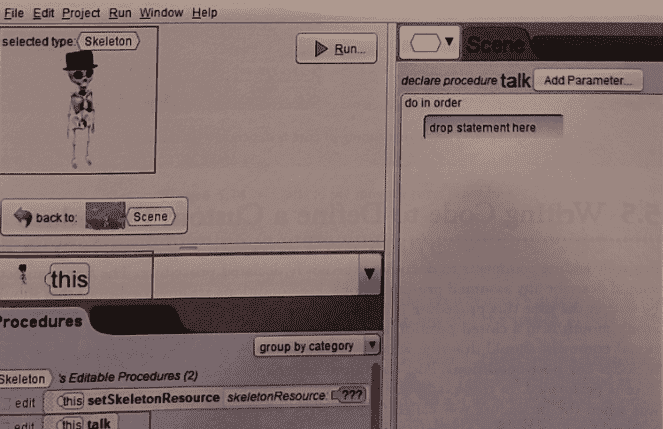 File Edit Project Run Window Help
selected type: Skeleton
Run...
back to: Scene
this
Procedures
group by category
Skeleton 's Editable Procedures (2)
edit this setSkeletonResource skeletonResource: ???
edit this talk
Scene
declare procedure talk Add Parameter...
do in order
drop statement here